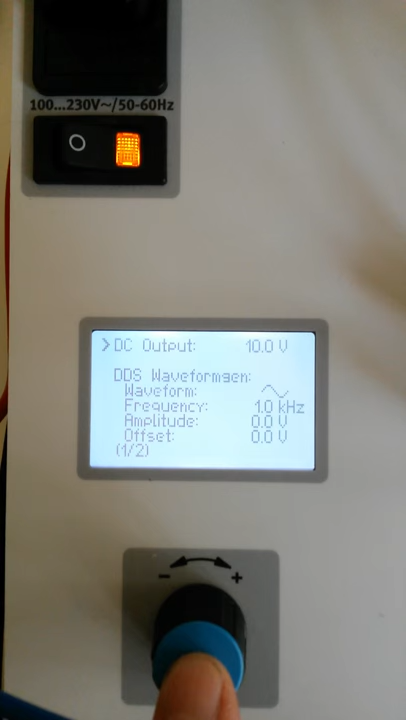 100...230V~/50-60Hz
O
>DC Output: 10.0 V
DDS Waveformgen:
Waveform:
Frequency: 1.0 kHz
Amplitude: 0.0 V
Offset: 0.0 V
(1/2)
- +